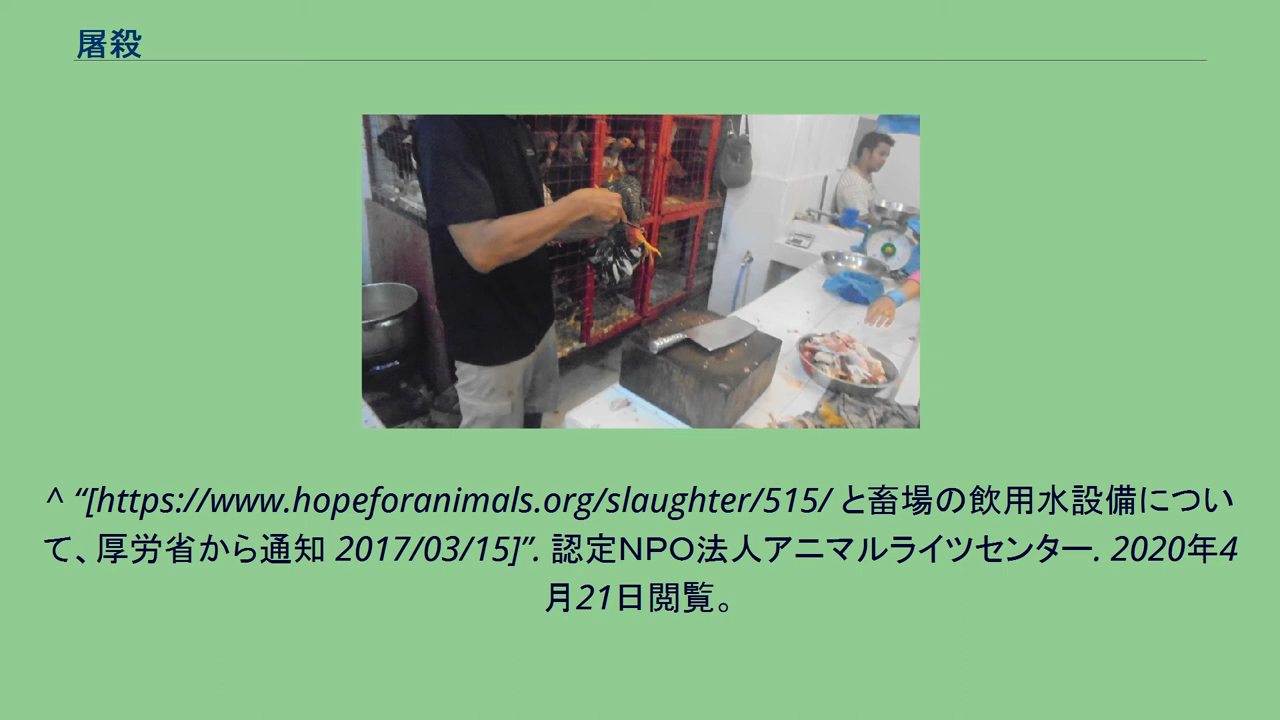 屠殺
^ “[https://www.hopeforanimals.org/slaughter/515/ と畜場の飲用水設備につい
て、厚労省から通知 2017/03/15]”. 認定NPO法人アニマルライツセンター. 2020年4
月21日閲覧。